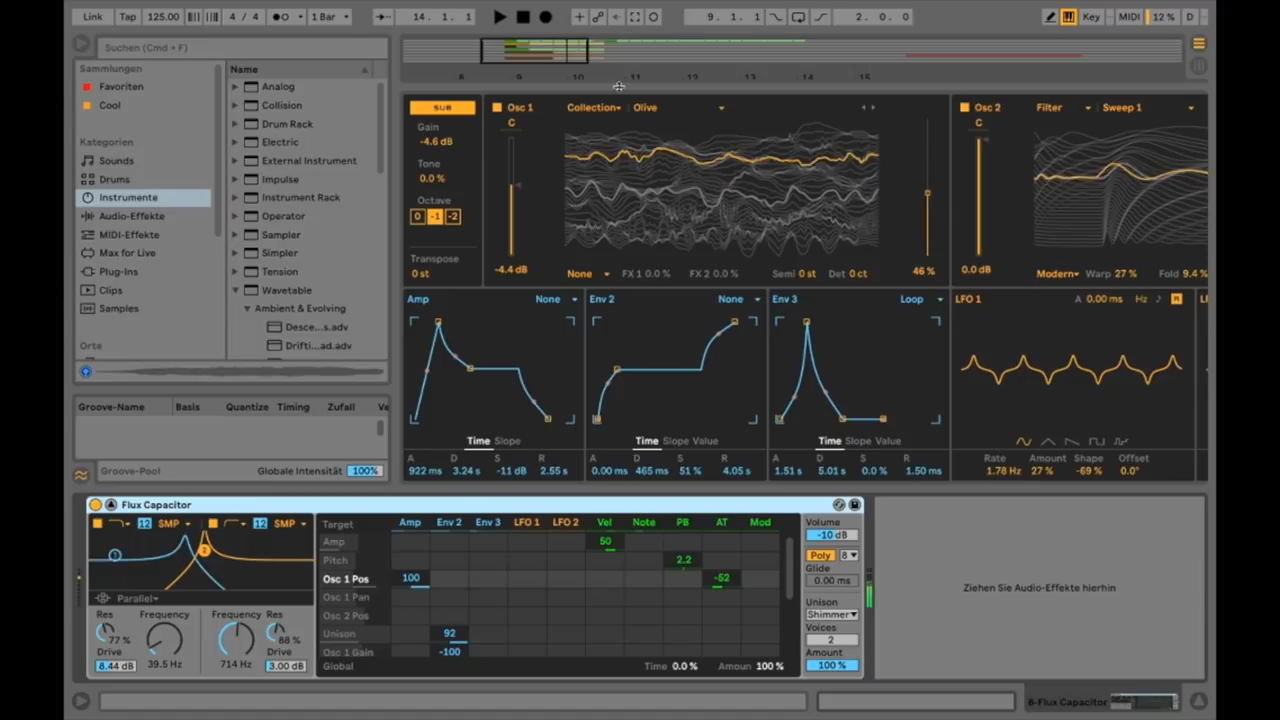 Link Tap 125.00 4 / 4 1 Bar 14. 1. 1 9. 1. 1 2. 0. 0 Key MIDI 12 % D
Suchen (Cmd + F)
Sammlungen
Favoriten
Cool
Kategorien
Sounds
Drums
Instrumente
Audio-Effekte
MIDI-Effekte
Max for Live
Plug-Ins
Clips
Samples
Orte
Name
Analog
Collision
Drum Rack
Electric
External Instrument
Impulse
Instrument Rack
Operator
Sampler
Simpler
Tension
Wavetable
Ambient & Evolving
Desce...s.adv
Drifti...ad.adv
Groove-Name Basis Quantize Timing Zufall Ve
Groove-Pool Globale Intensität 100%
8 9 10 11 12 13 14 15
SUB
Gain
-4.6 dB
Tone
0.0 %
Octave
0 -1 -2
Transpose
0 st
Osc 1 Collection Olive
C
-4.4 dB
None FX 1 0.0 % FX 2 0.0 % Semi 0 st Det 0 ct 46 %
Osc 2 Filter Sweep 1
C
0.0 dB
Modern Warp 27 % Fold 9.4 %
Amp None
Time Slope
A D S R
922 ms 3.24 s -11 dB 2.55 s
Env 2 None
Time Slope Value
A D S R
0.00 ms 465 ms 51 % 4.05 s
Env 3 Loop
Time Slope Value
A D S R
1.51 s 5.01 s 0.0 % 1.50 ms
LFO 1 A 0.00 ms Hz R
Rate Amount Shape Offset
1.78 Hz 27 % -69 % 0.0°
Flux Capacitor
12 SMP 12 SMP
1 2
Parallel
Res Frequency Frequency Res
77 % 88 %
Drive Drive
8.44 dB 39.5 Hz 714 Hz 3.00 dB
Target Amp Env 2 Env 3 LFO 1 LFO 2 Vel Note PB AT Mod
Amp 50
Pitch 2.2
Osc 1 Pos 100 -52
Osc 1 Pan
Osc 2 Pos
Unison 92
Osc 1 Gain -100
Global Time 0.0 % Amoun 100 %
Volume
-10 dB
Poly 8
Glide
0.00 ms
Unison
Shimmer
Voices
2
Amount
100 %
Ziehen Sie Audio-Effekte hierhin
8-Flux Capacitor